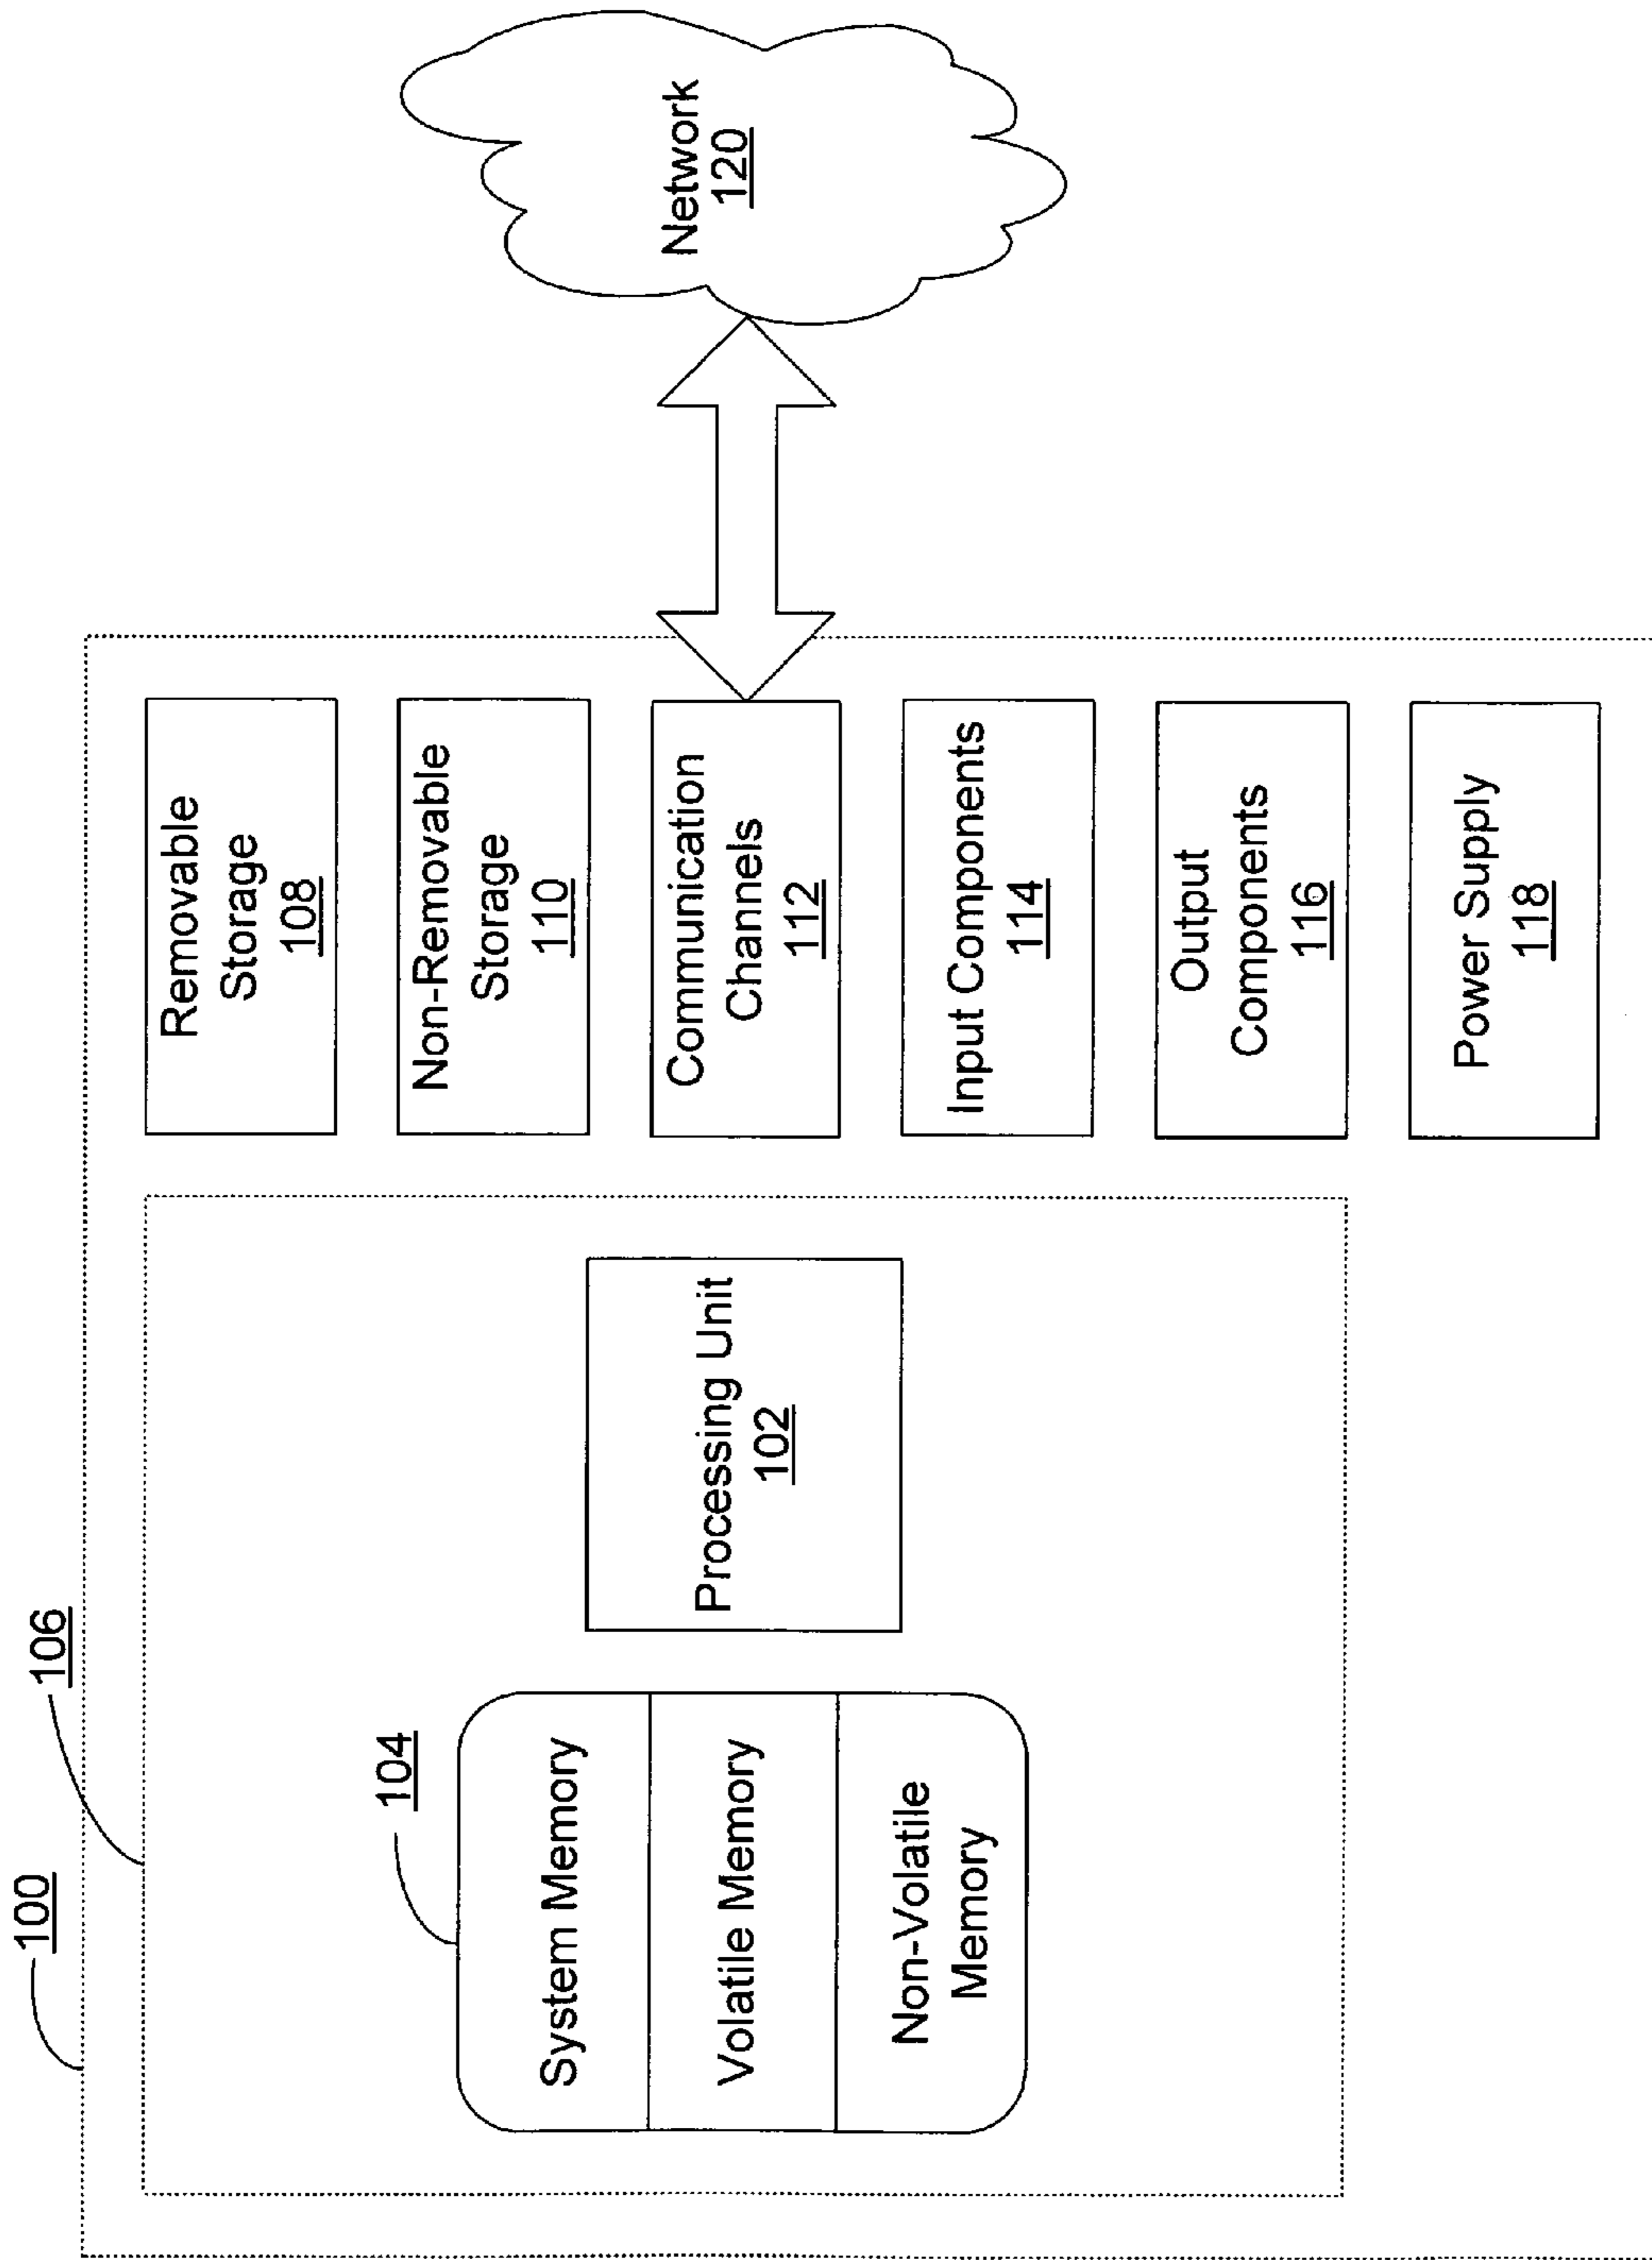 100
106
104
System Memory
Volatile Memory
Non-Volatile
Memory
Processing Unit
102
Removable
Storage
108
Non-Removable
Storage
110
Communication
Channels
112
Input Components
114
Output
Components
116
Power Supply
118
Network
120